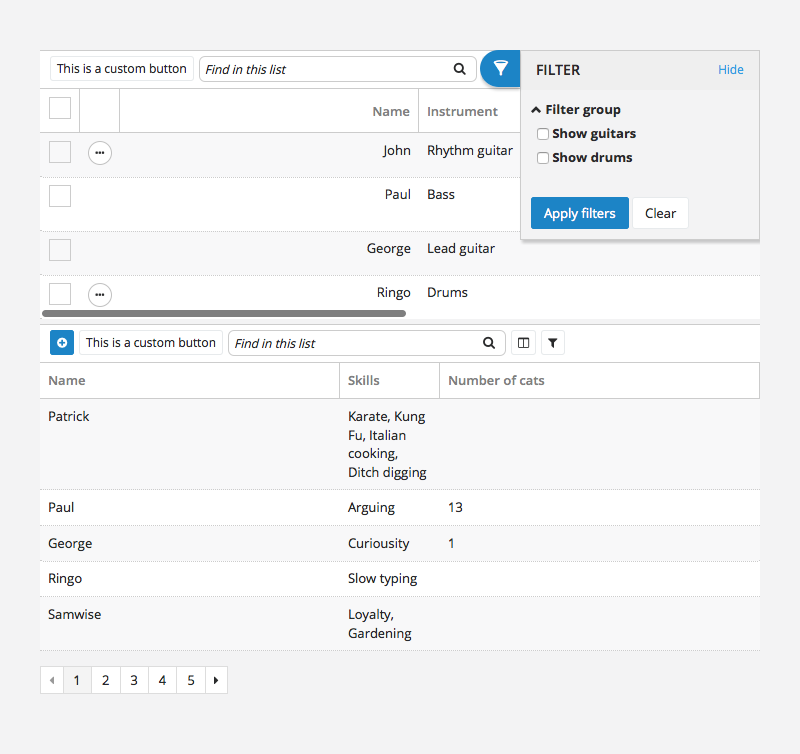 This is a custom button Find in this list FILTER Hide
Name Instrument
Filter group
Show guitars
Show drums
Apply filters Clear
John Rhythm guitar
Paul Bass
George Lead guitar
Ringo Drums
This is a custom button Find in this list
Name Skills Number of cats
Patrick Karate, Kung
Fu, Italian
cooking,
Ditch digging
Paul Arguing 13
George Curiousity 1
Ringo Slow typing
Samwise Loyalty,
Gardening
1 2 3 4 5